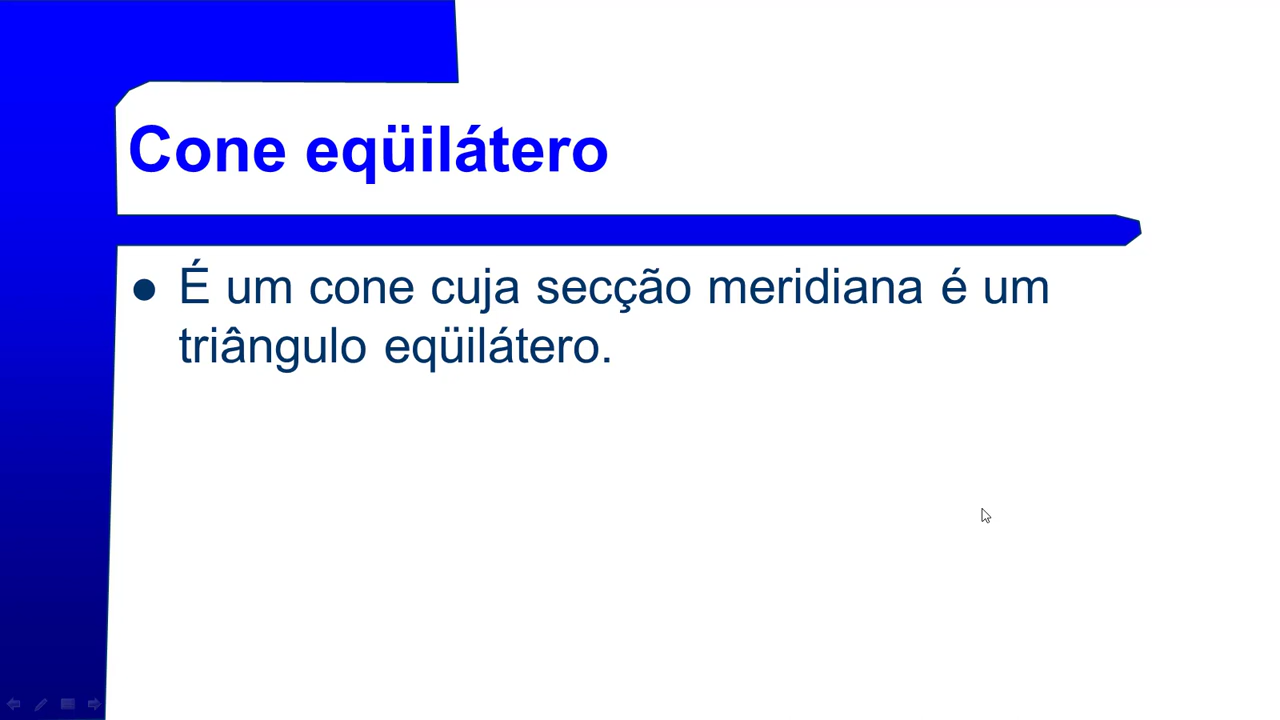 Cone eqüilátero
● É um cone cuja secção meridiana é um
triângulo eqüilátero.